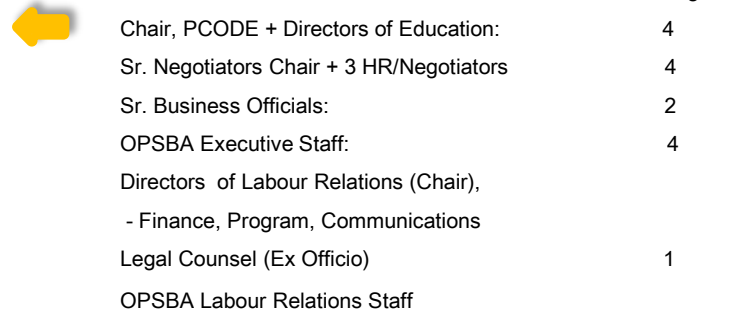 Chair, PCODE + Directors of Education: 4
Sr. Negotiators Chair + 3 HR/Negotiators 4
Sr. Business Officials: 2
OPSBA Executive Staff: 4
Directors of Labour Relations (Chair),
- Finance, Program, Communications
Legal Counsel (Ex Officio) 1
OPSBA Labour Relations Staff